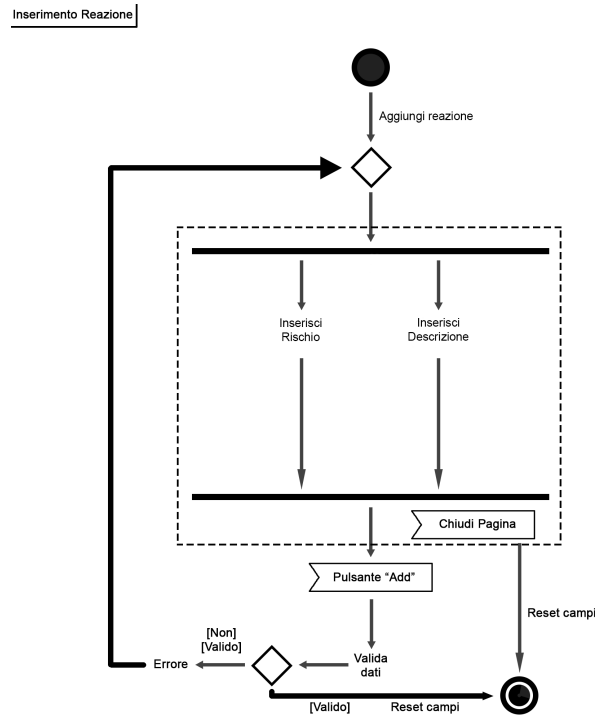 Inserimento Reazione
Aggiungi reazione
Inserisci
Rischio
Inserisci
Descrizione
Chiudi Pagina
Pulsante “Add”
Reset campi
[Non]
[Valido]
Errore
Valida
dati
[Valido]
Reset campi